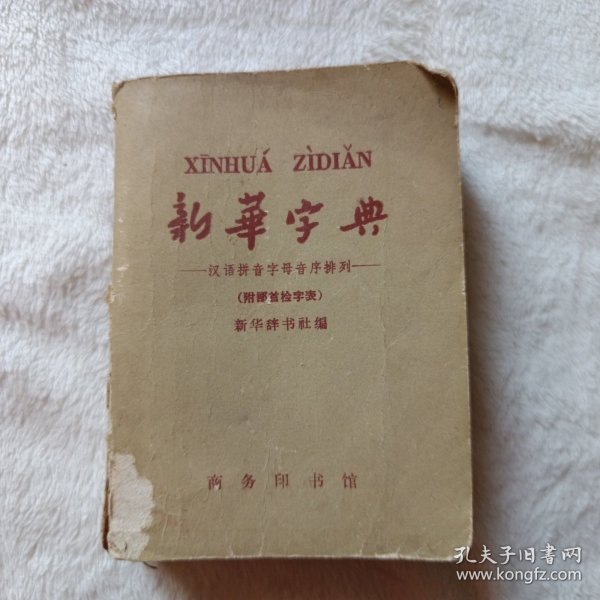 XĪNHUÁ ZÌDIǍN
新華字典
汉语拼音字母音序排列
(附部首检字表)
新华辞书社编
商务印书馆
孔夫子旧書网
www.kongfz.com